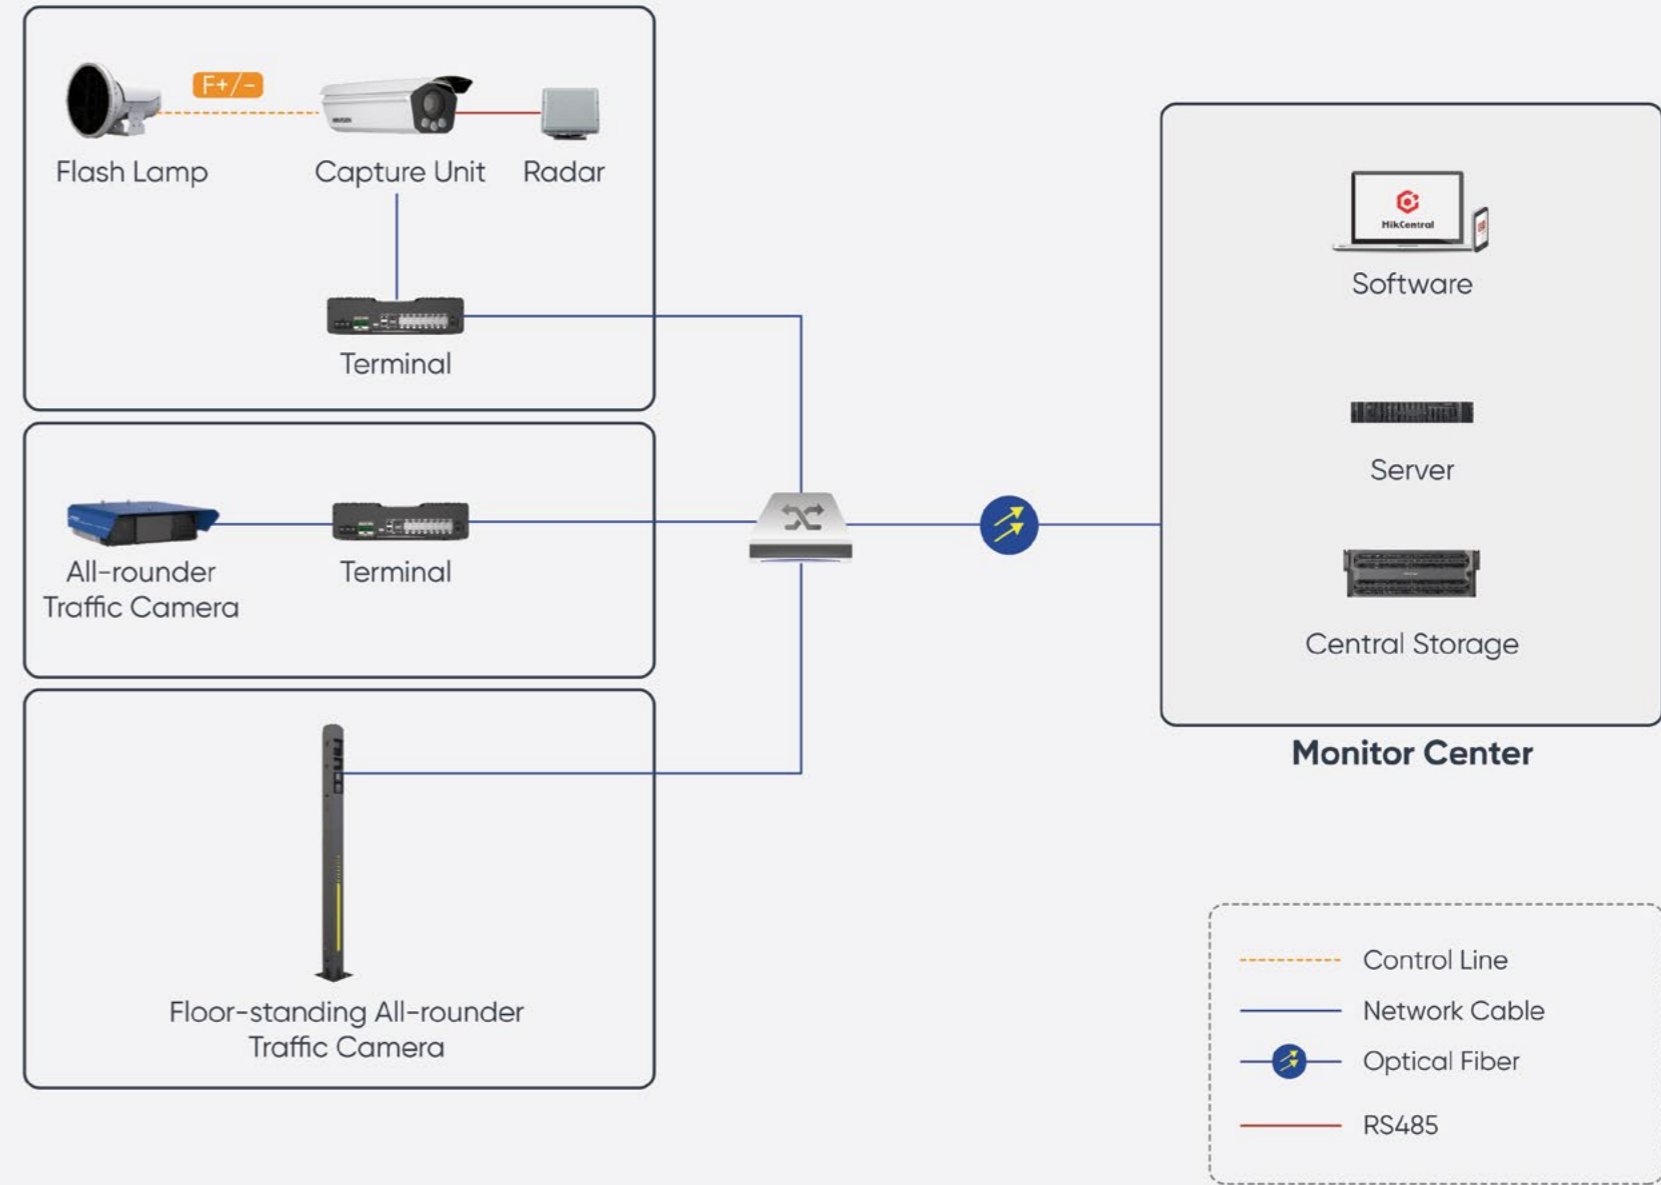 F+/-
Flash Lamp
Capture Unit
Radar
Terminal
All-rounder
Traffic Camera
Terminal
Floor-standing All-rounder
Traffic Camera
HikCentral
Software
Server
Central Storage
Monitor Center
Control Line
Network Cable
Optical Fiber
RS485